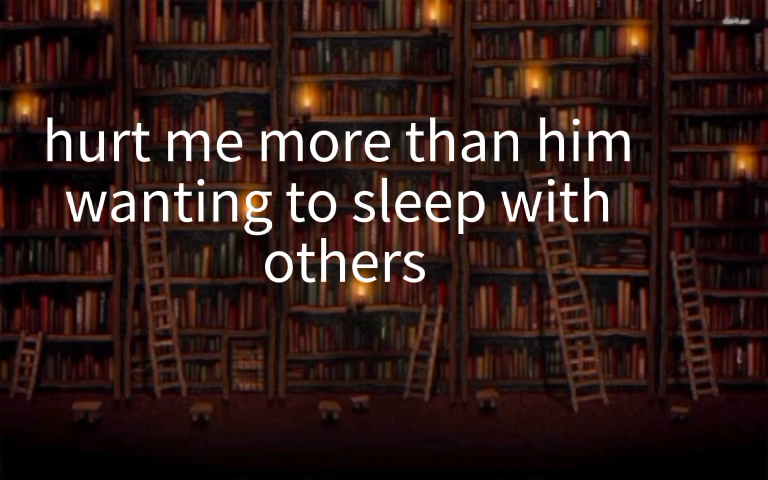 hurt me more than him
wanting to sleep with
others